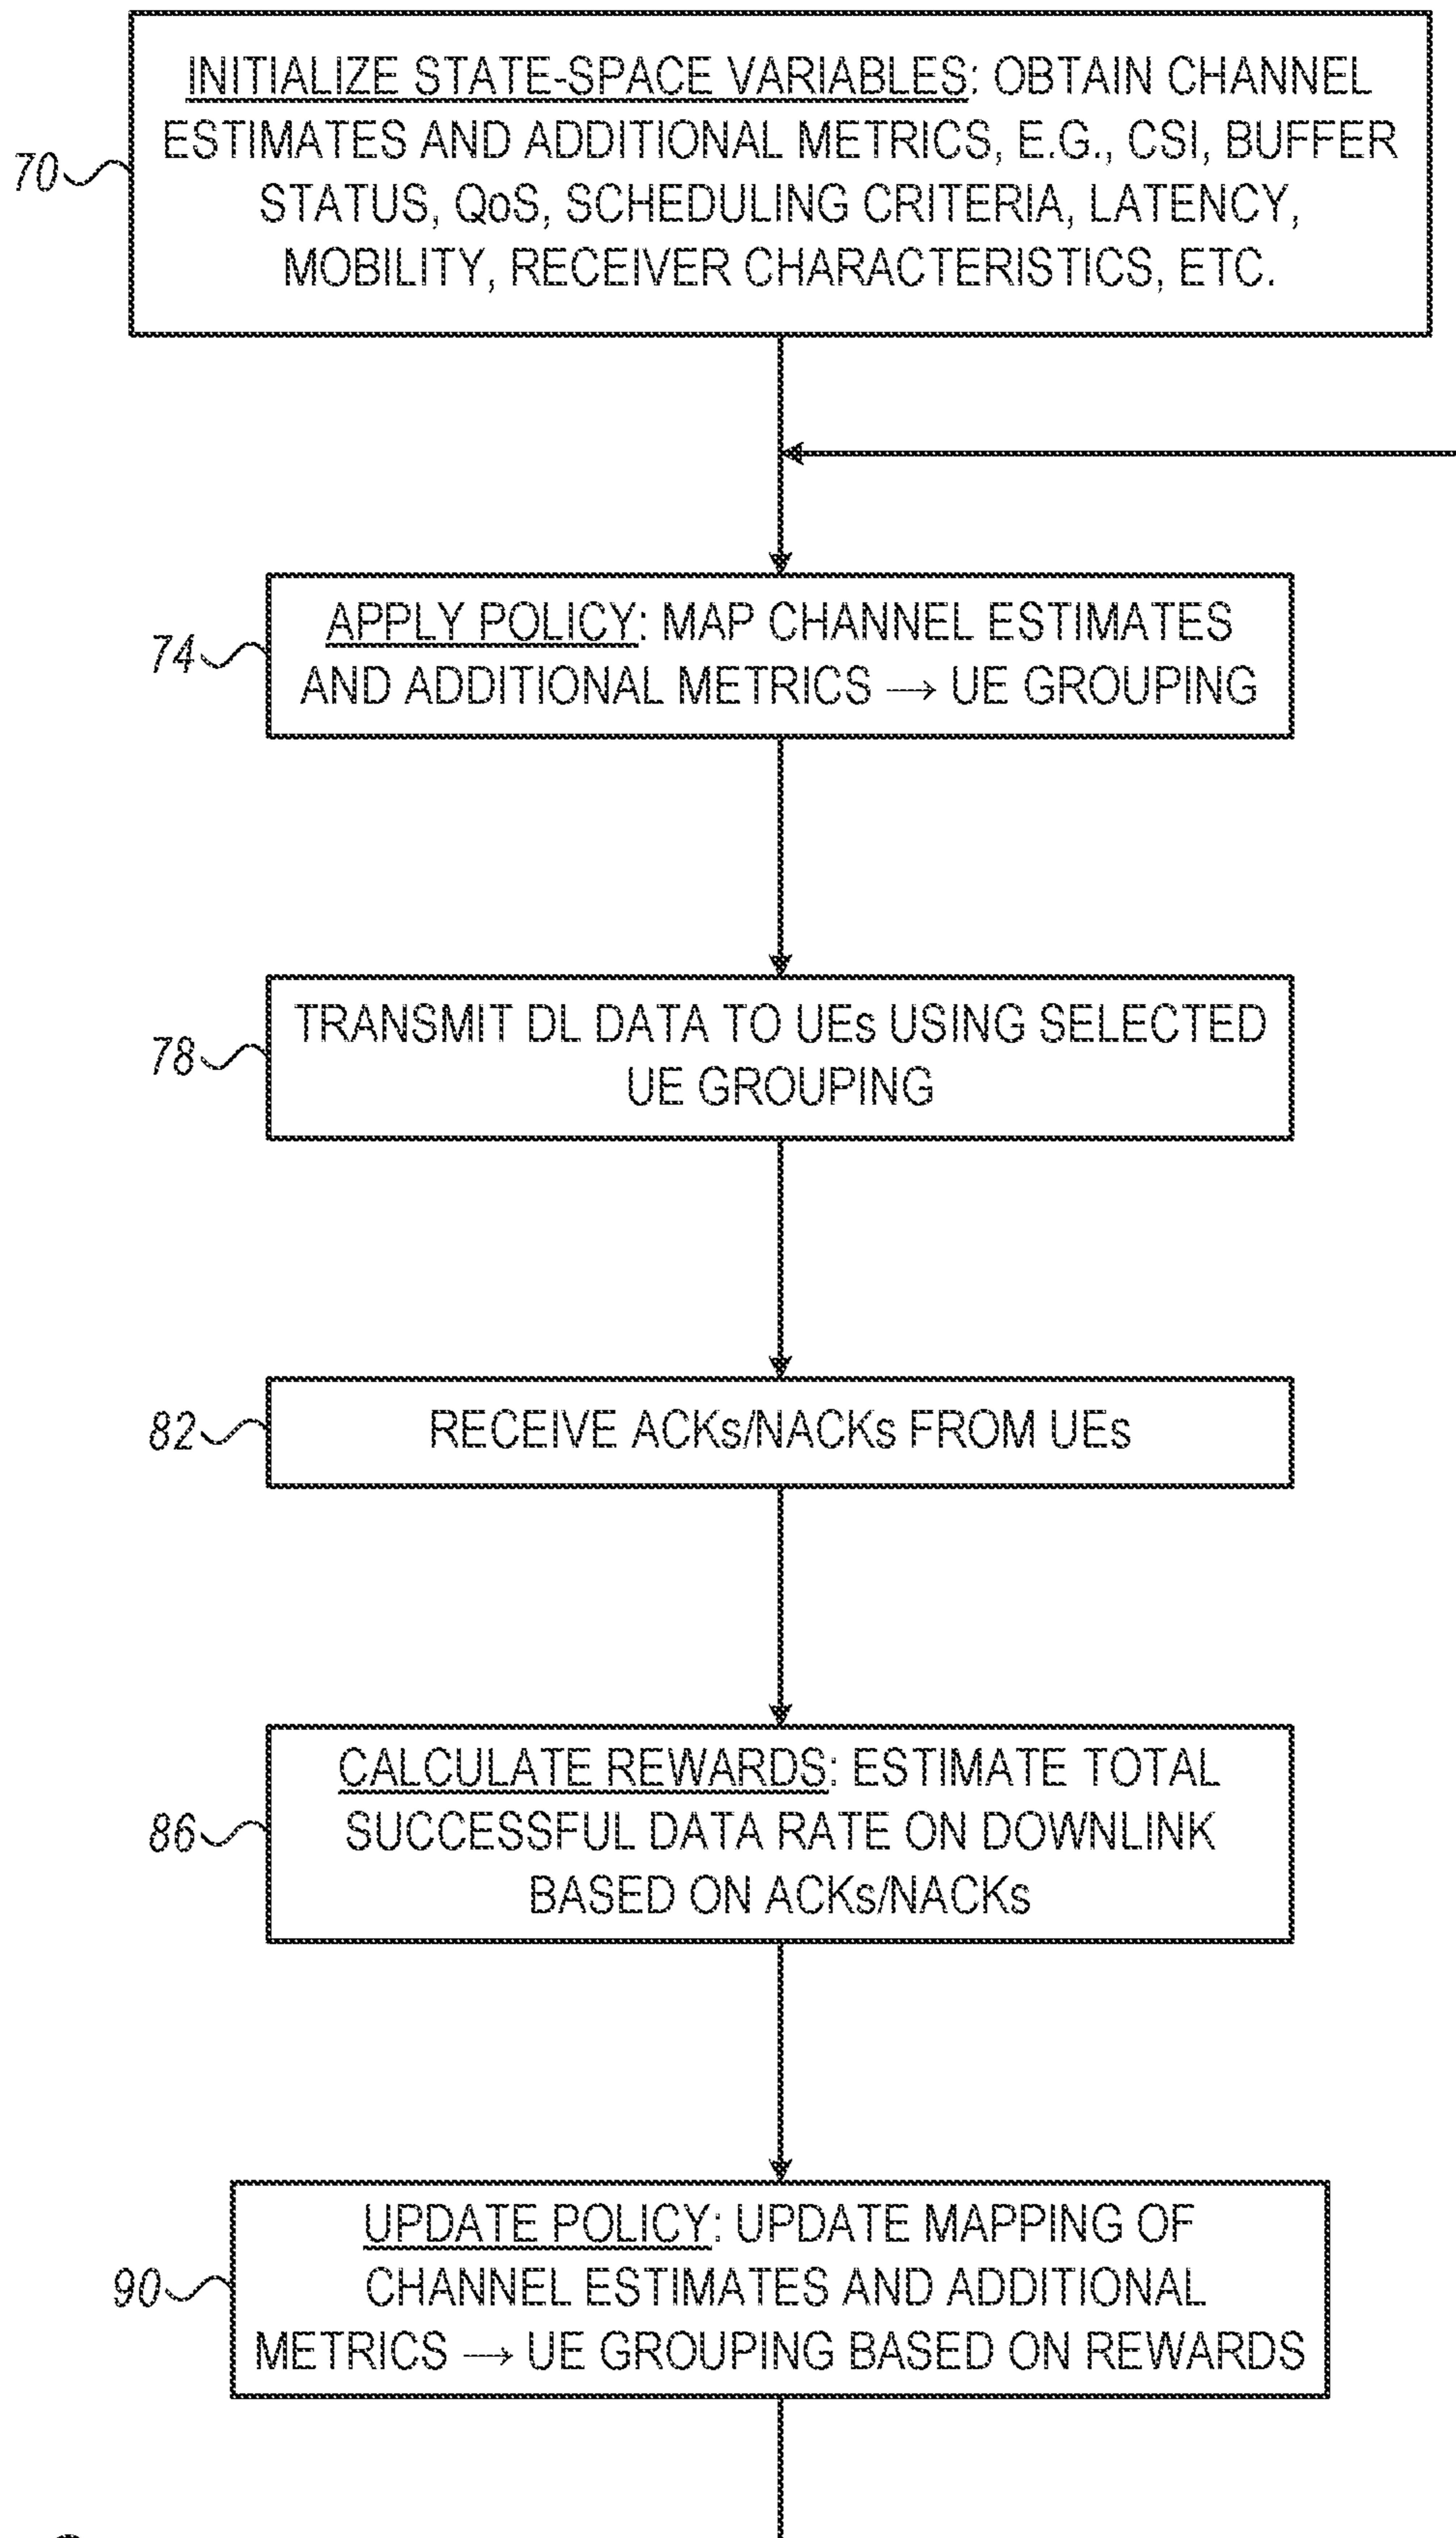 INITIALIZE STATE-SPACE VARIABLES: OBTAIN CHANNEL
ESTIMATES AND ADDITIONAL METRICS, E.G., CSI, BUFFER
STATUS, QoS, SCHEDULING CRITERIA, LATENCY,
MOBILITY, RECEIVER CHARACTERISTICS, ETC.
70
APPLY POLICY: MAP CHANNEL ESTIMATES
AND ADDITIONAL METRICS → UE GROUPING
74
TRANSMIT DL DATA TO UEs USING SELECTED
UE GROUPING
78
RECEIVE ACKs/NACKs FROM UEs
82
CALCULATE REWARDS: ESTIMATE TOTAL
SUCCESSFUL DATA RATE ON DOWNLINK
BASED ON ACKs/NACKs
86
UPDATE POLICY: UPDATE MAPPING OF
CHANNEL ESTIMATES AND ADDITIONAL
METRICS → UE GROUPING BASED ON REWARDS
90